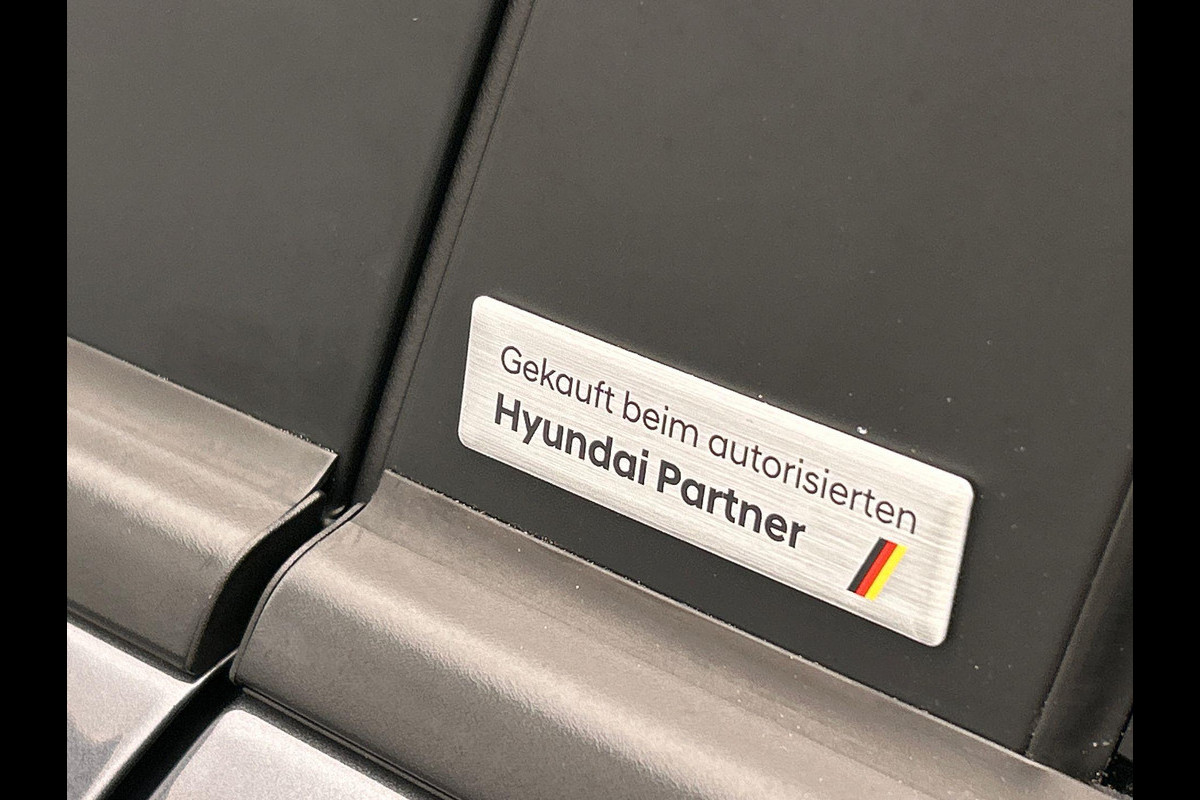 Gekauft beim autorisierten
Hyundai Partner